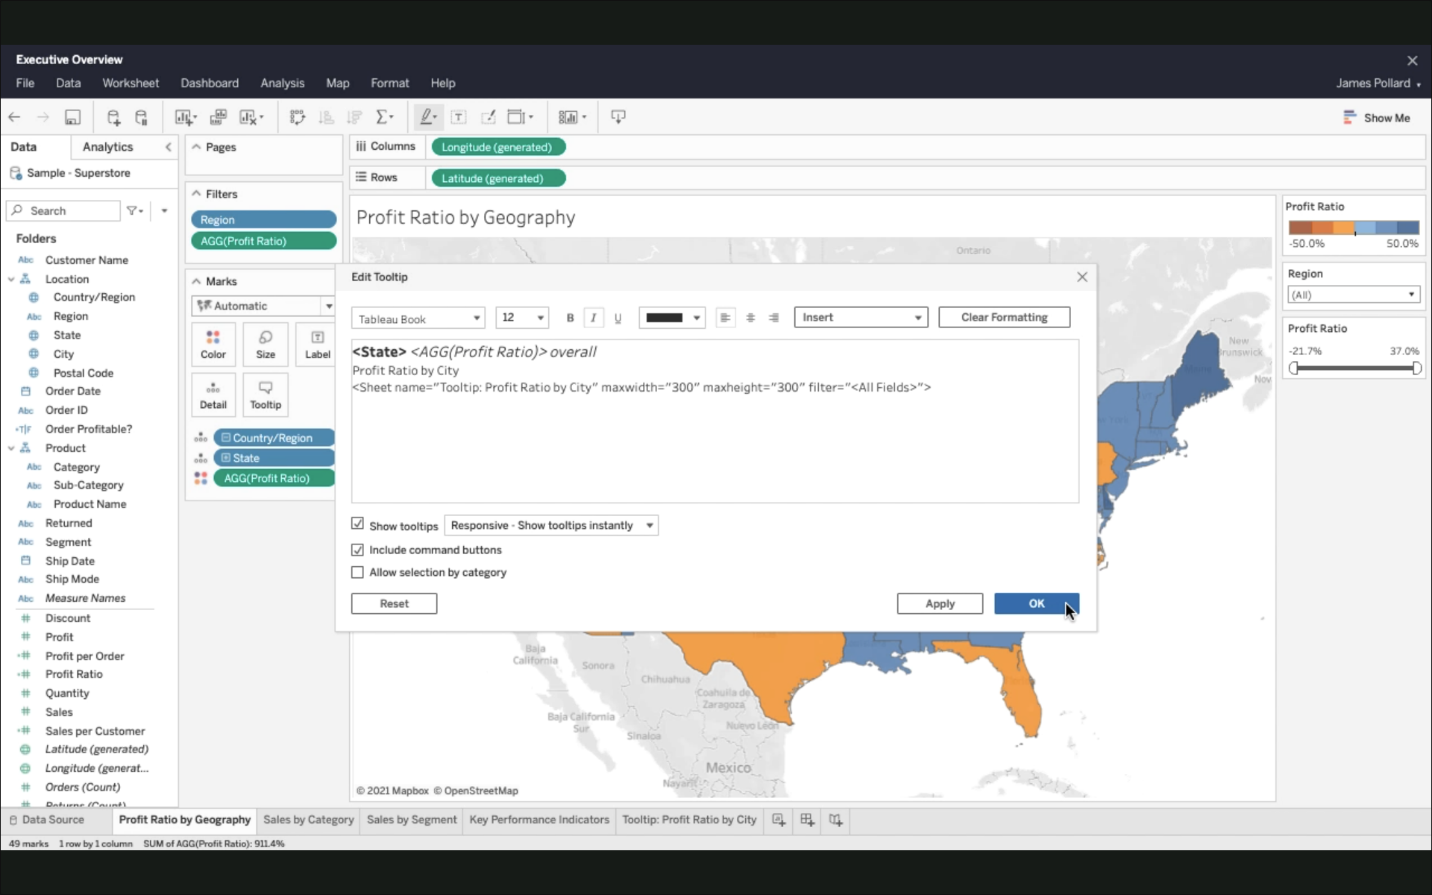 Executive Overview
File Data Worksheet Dashboard Analysis Map Format Help
James Pollard
Show Me
Data Analytics
Sample - Superstore
Search
Folders
Customer Name
Location
Country/Region
Region
State
City
Postal Code
Order Date
Order ID
Order Profitable?
Product
Category
Sub-Category
Product Name
Returned
Segment
Ship Date
Ship Mode
Measure Names
Discount
Profit
Profit per Order
Profit Ratio
Quantity
Sales
Sales per Customer
Latitude (generated)
Longitude (generat...
Orders (Count)
Returns (Count)
Pages
Filters
Region
AGG(Profit Ratio)
Marks
Automatic
Color Size Label
Detail Tooltip
Country/Region
State
AGG(Profit Ratio)
Columns Longitude (generated)
Rows Latitude (generated)
Profit Ratio by Geography
Ontario
New
Brunswick
Nov
Edit Tooltip
Tableau Book 12 B I U Insert Clear Formatting
<State> <AGG(Profit Ratio)> overall
Profit Ratio by City
<Sheet name="Tooltip: Profit Ratio by City" maxwidth="300" maxheight="300" filter="<All Fields>">
Show tooltips Responsive - Show tooltips instantly
Include command buttons
Allow selection by category
Reset Apply OK
Baja
California
Sonora
Chihuahua
Coahuila de
Zaragoza
Baja California
Sur
Sinaloa
Nuevo León
Mexico
Nayarit
© 2021 Mapbox © OpenStreetMap
Profit Ratio
-50.0% 50.0%
Region
(All)
Profit Ratio
-21.7% 37.0%
Data Source Profit Ratio by Geography Sales by Category Sales by Segment Key Performance Indicators Tooltip: Profit Ratio by City
49 marks 1 row by 1 column SUM of AGG(Profit Ratio): 911.4%